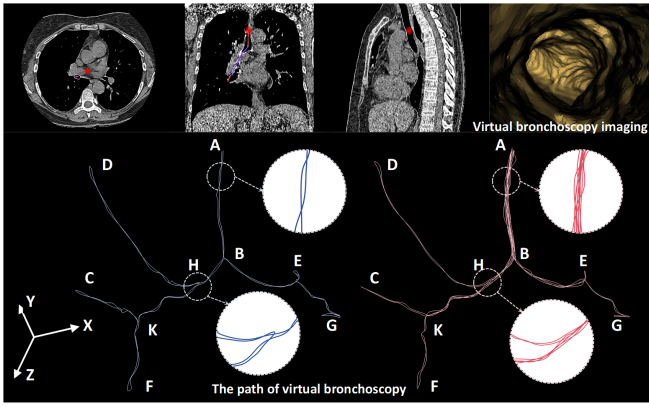 Virtual bronchoscopy imaging
A
D
B
H
E
C
K
G
F
Y
X
Z
A
D
B
H
E
C
K
G
F
The path of virtual bronchoscopy